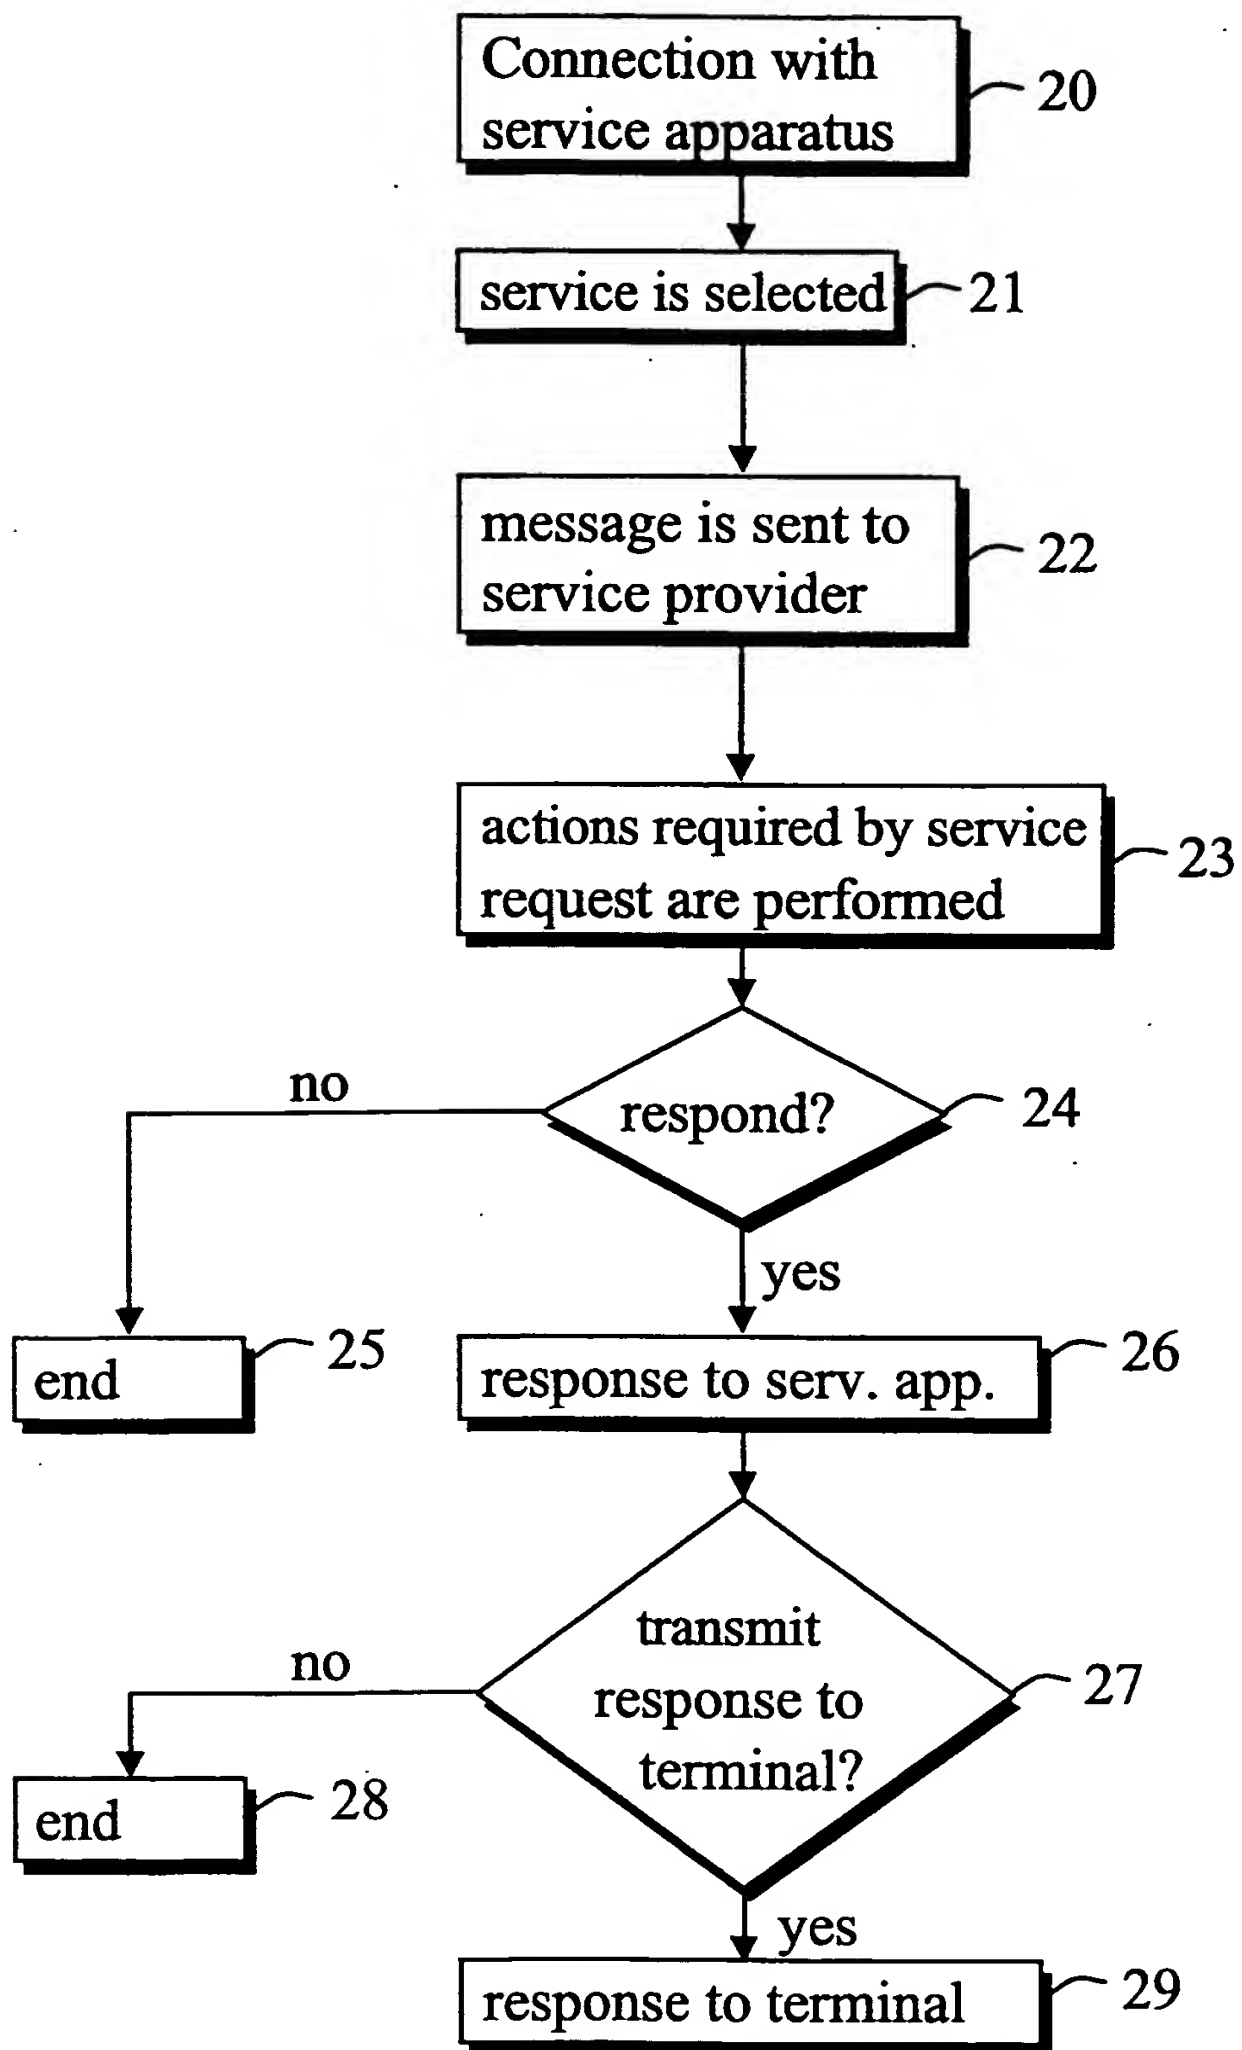 Connection with
service apparatus
20
service is selected
21
message is sent to
service provider
22
actions required by service
request are performed
23
no
respond?
24
yes
end
25
response to serv. app.
26
no
transmit
response to
terminal?
27
end
28
yes
response to terminal
29